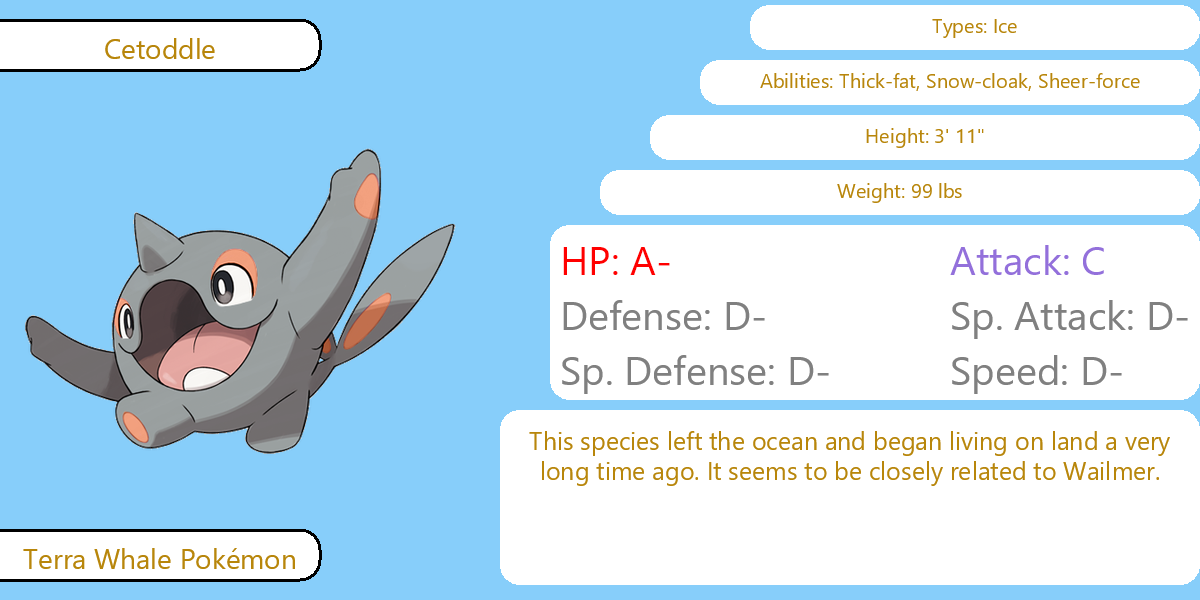 Cetoddle
Types: Ice
Abilities: Thick-fat, Snow-cloak, Sheer-force
Height: 3' 11"
Weight: 99 lbs
HP: A-
Attack: C
Defense: D-
Sp. Attack: D-
Sp. Defense: D-
Speed: D-
This species left the ocean and began living on land a very
long time ago. It seems to be closely related to Wailmer.
Terra Whale Pokémon